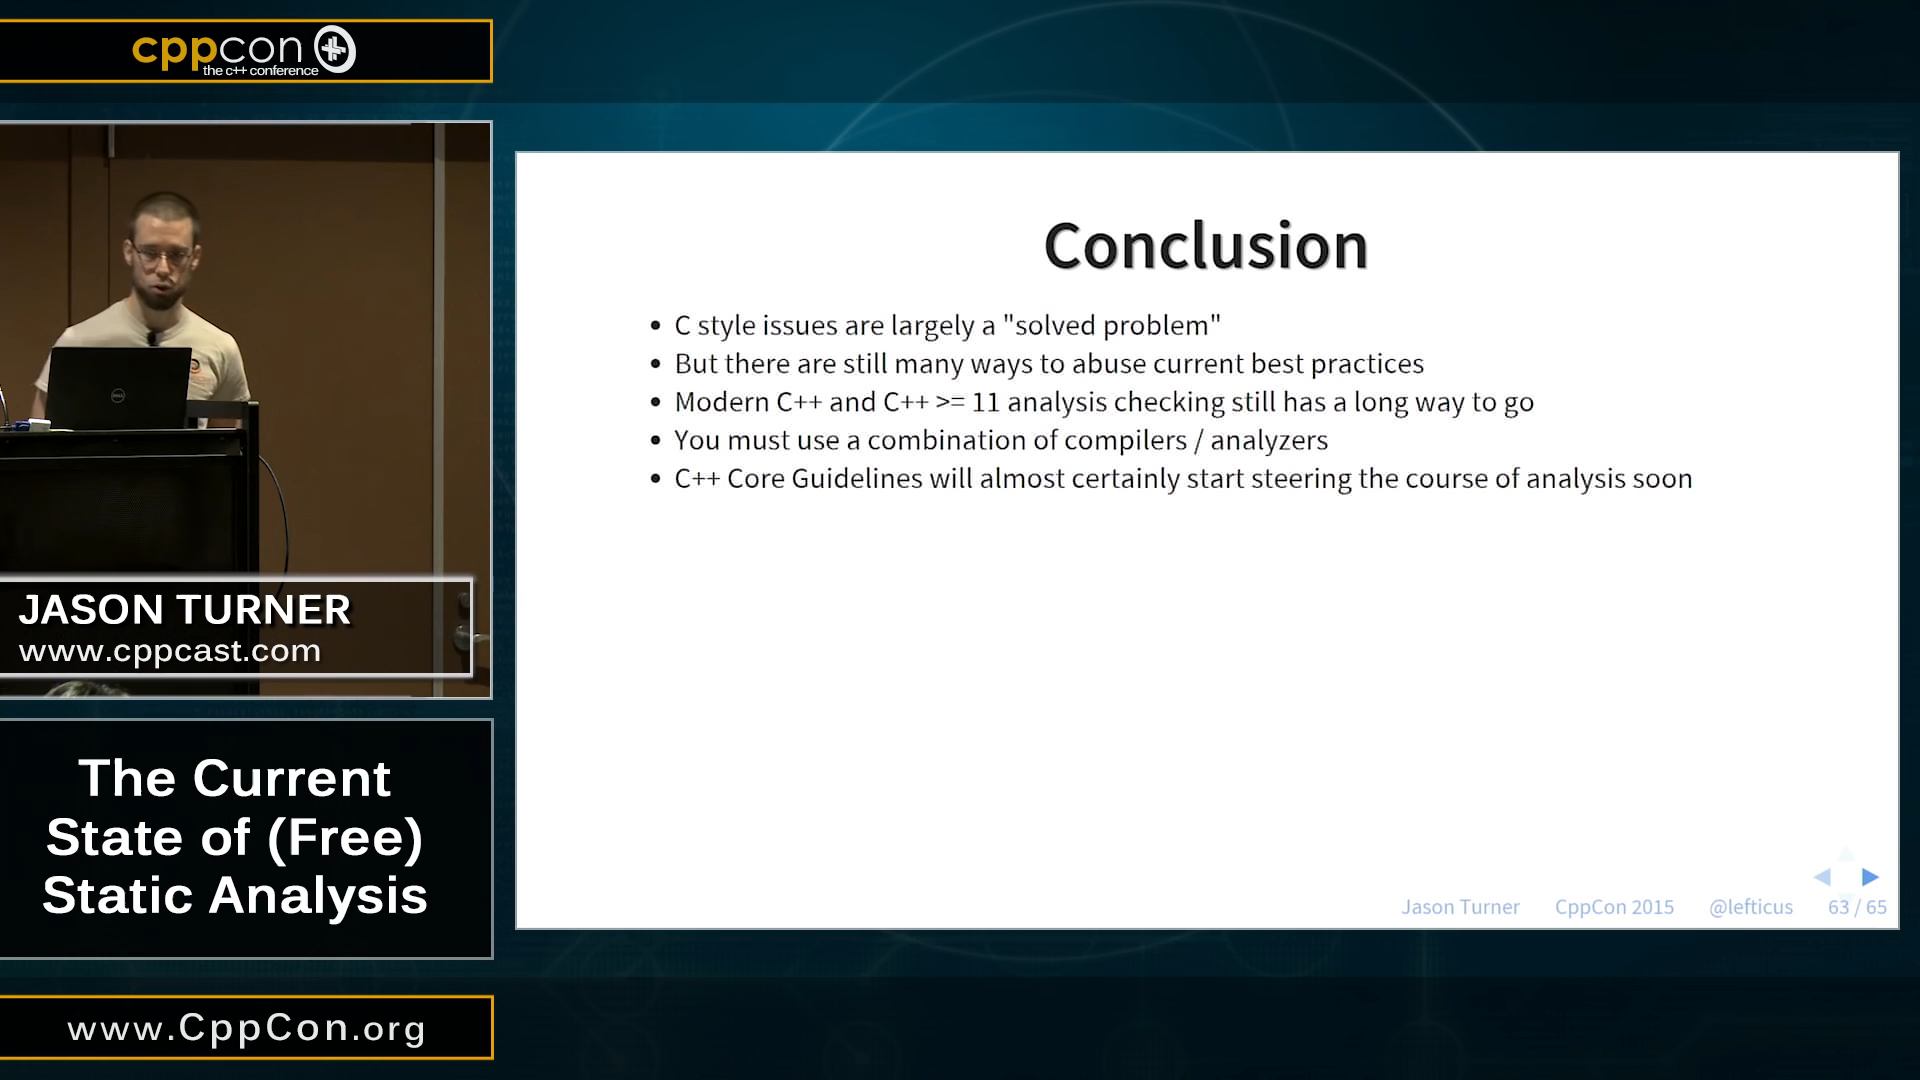 cppcon
the c++ conference
JASON TURNER
www.cppcast.com
The Current
State of (Free)
Static Analysis
www.CppCon.org
Conclusion
C style issues are largely a "solved problem"
But there are still many ways to abuse current best practices
Modern C++ and C++ >= 11 analysis checking still has a long way to go
You must use a combination of compilers / analyzers
C++ Core Guidelines will almost certainly start steering the course of analysis soon
Jason Turner CppCon 2015 @lefticus 63 / 65